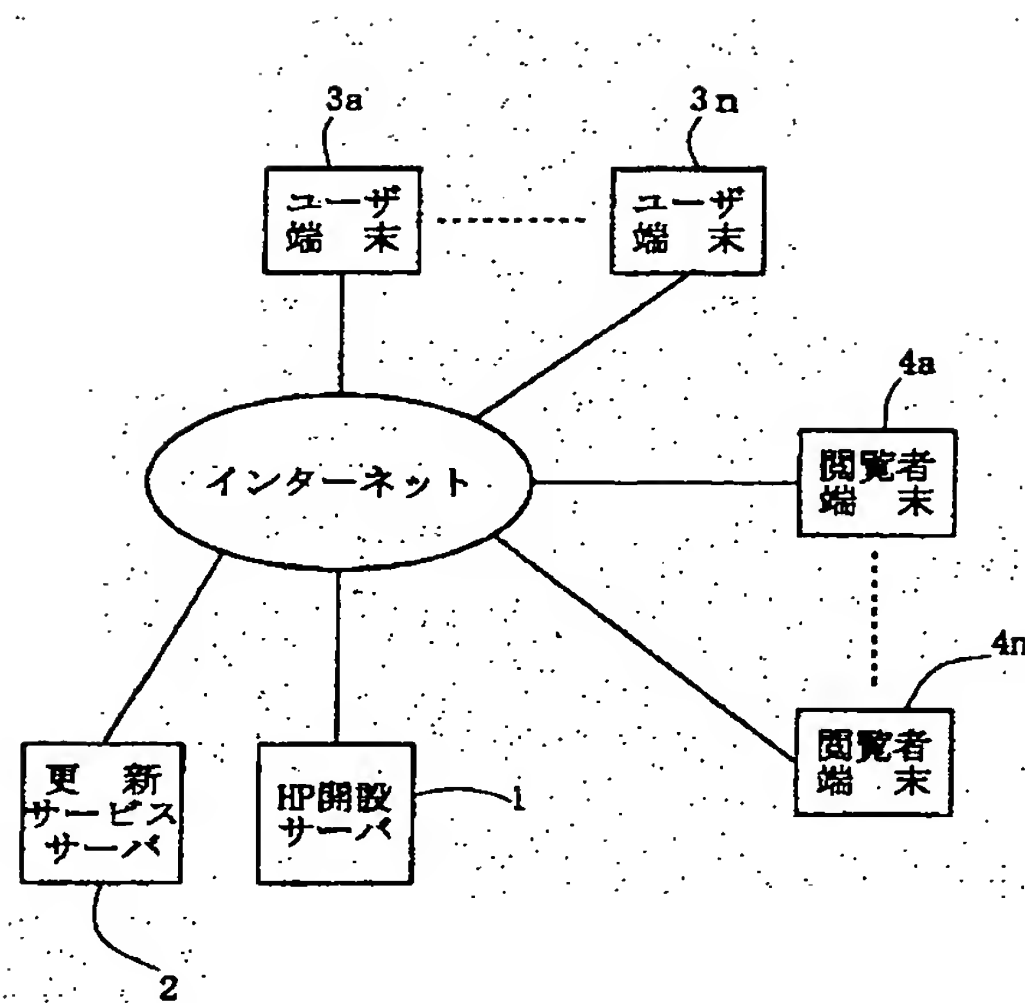 3a
3n
ユーザ
端 末
ユーザ
端 末
4a
閲覧者
端 末
インターネット
4n
閲覧者
端 末
更 新
サービス
サーバ
HP開設
サーバ
1
2